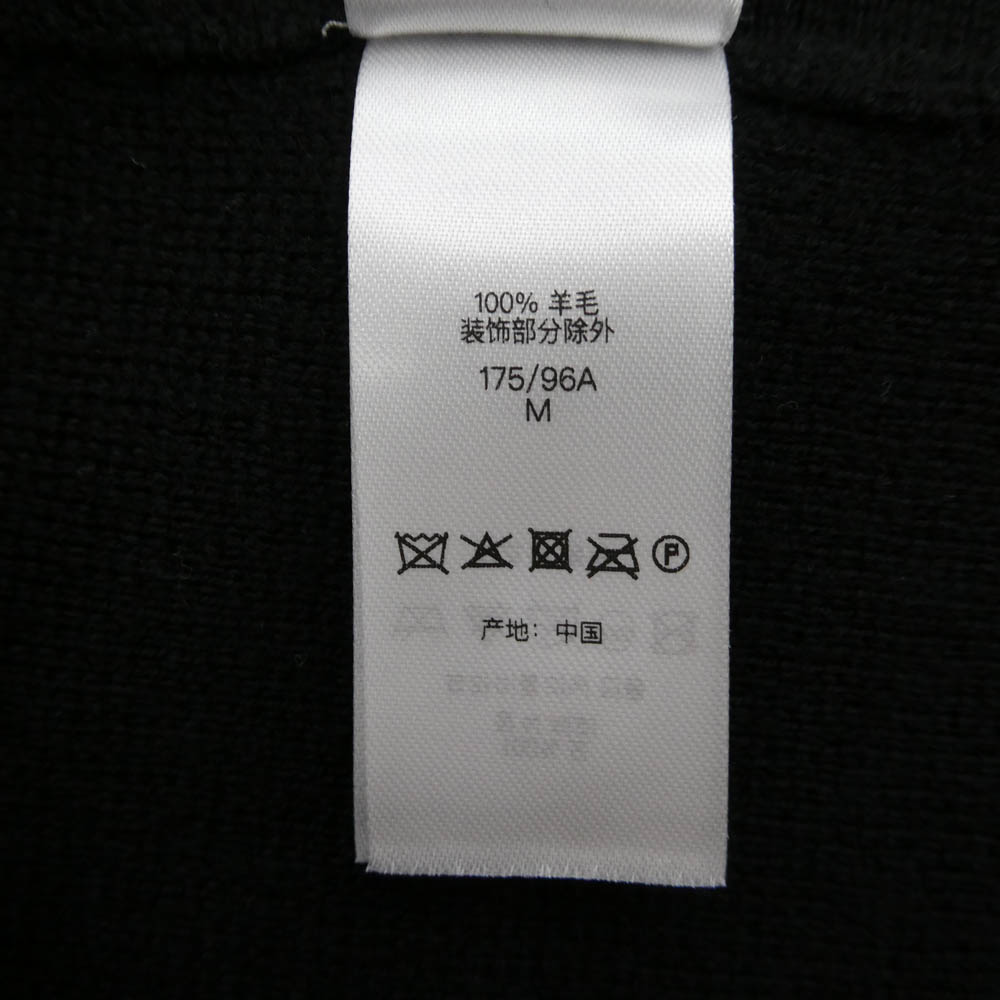 100% 羊毛
装饰部分除外
175/96A
M
P
产地：中国